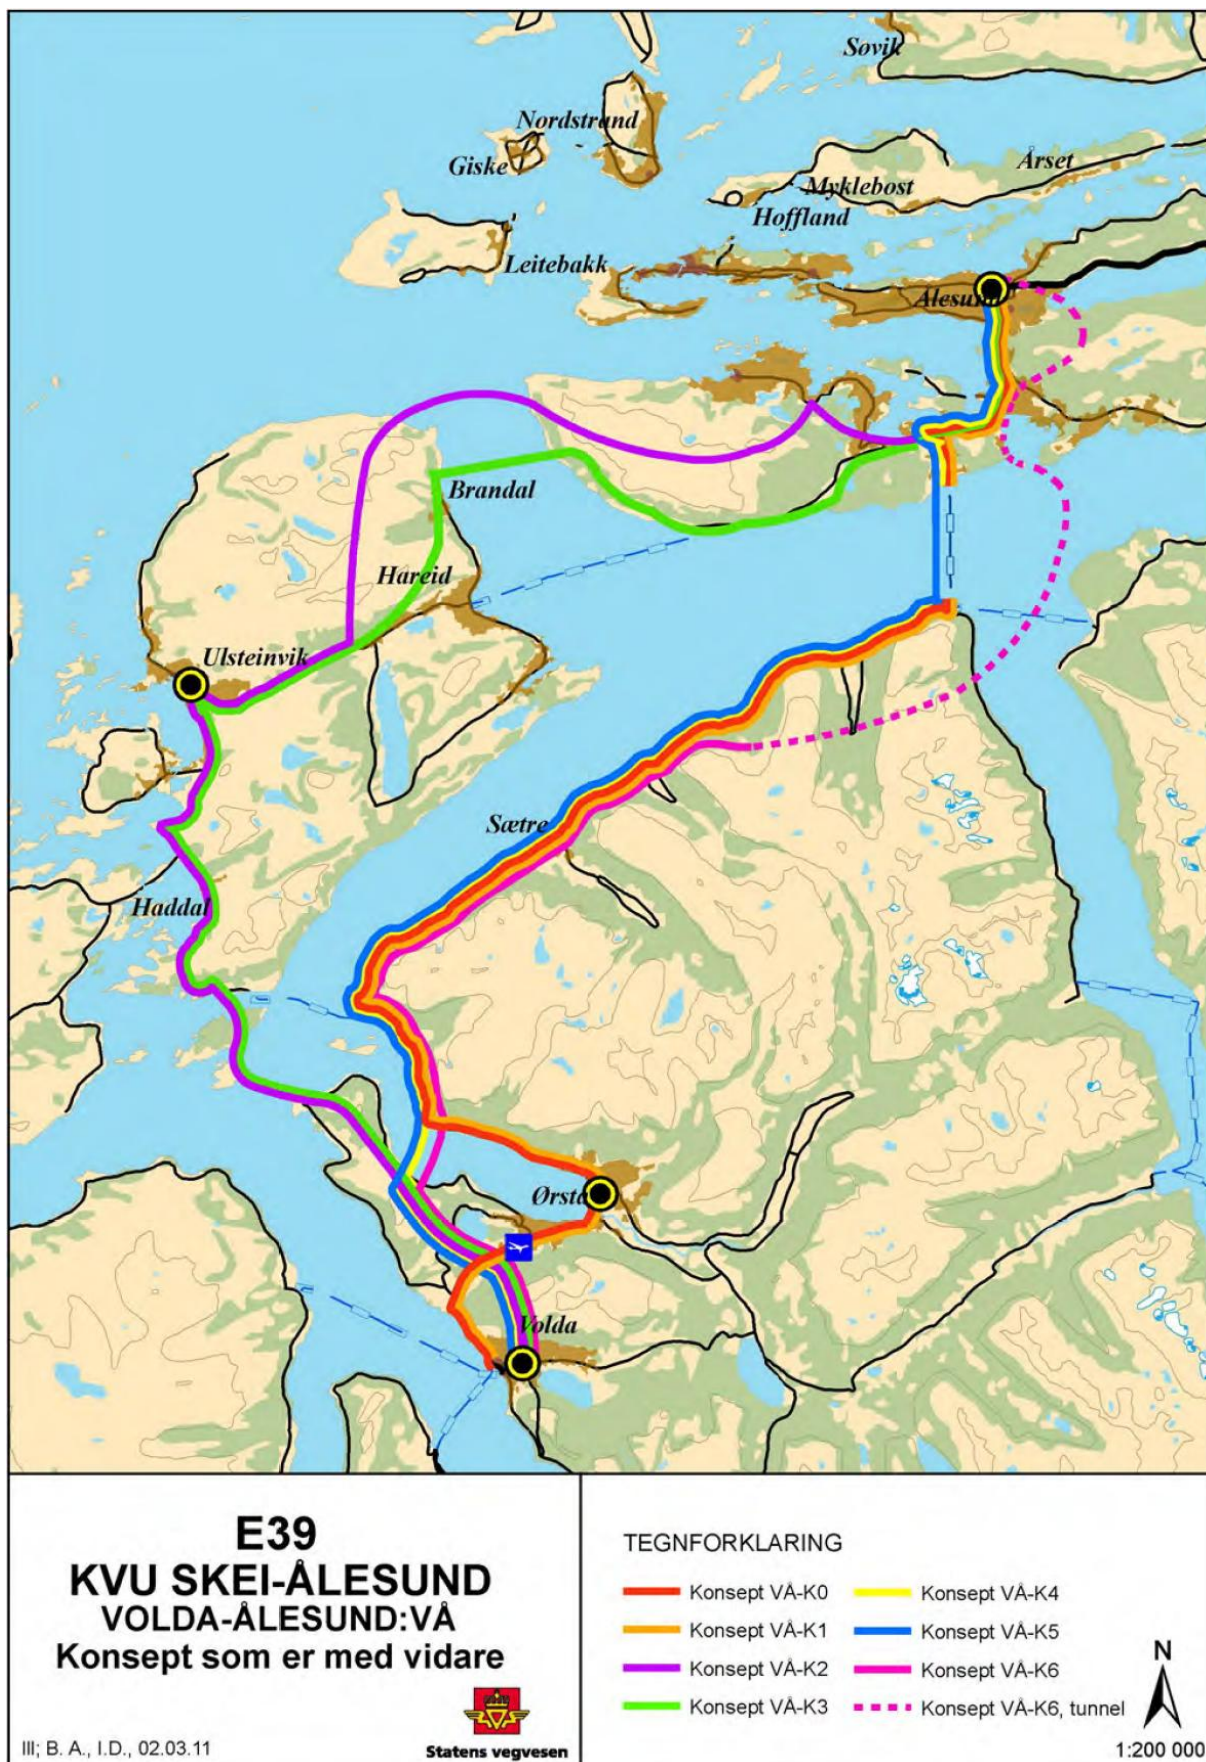 Søvik
Nordstrand
Giske
Årset
Myklebost
Hoffland
Leitebakk
Ålesund
Brandal
Hareid
Ulsteinvik
Sætre
Haddal
Ørsta
Volda
E39
KVU SKEI-ÅLESUND
VOLDA-ÅLESUND:VÅ
Konsept som er med vidare
Ill; B. A., I.D., 02.03.11
Statens vegvesen
TEGNFORKLARING
Konsept VÅ-K0
Konsept VÅ-K1
Konsept VÅ-K2
Konsept VÅ-K3
Konsept VÅ-K4
Konsept VÅ-K5
Konsept VÅ-K6
Konsept VÅ-K6, tunnel
N
1:200 000